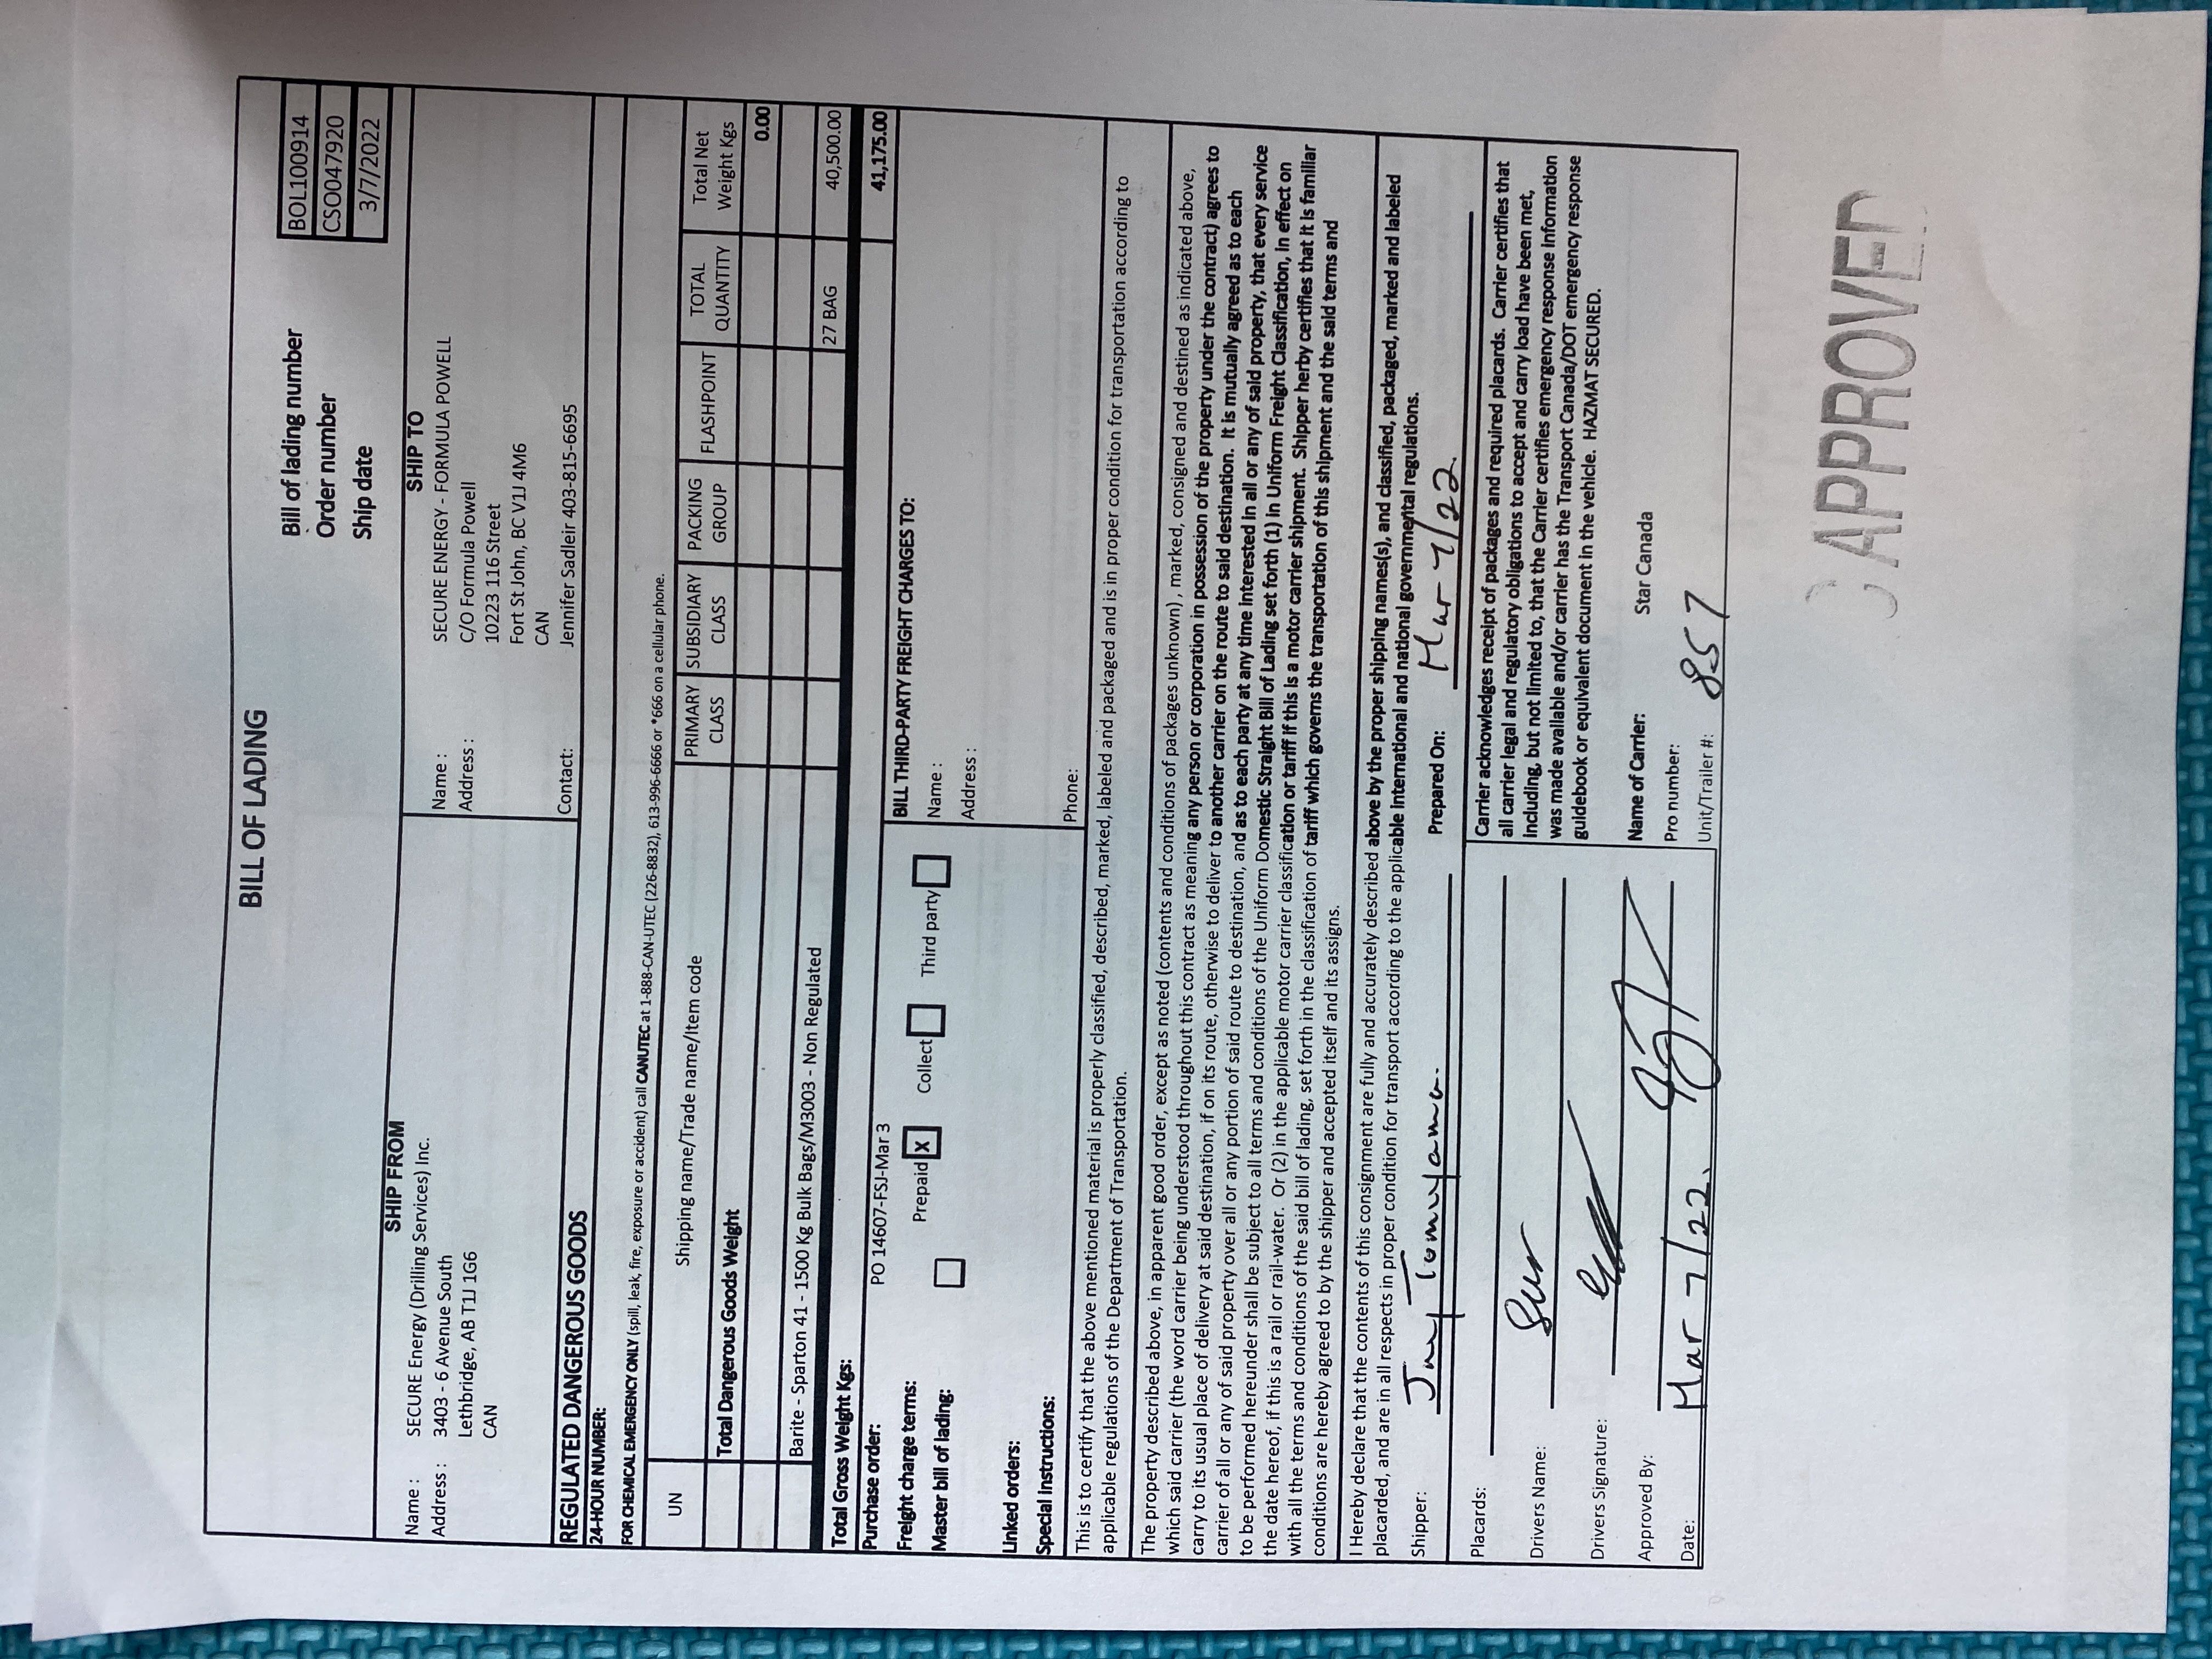 BILL OF LADING
Bill of lading number BOL100914
Order number CSO047920
Ship date 3/7/2022
SHIP FROM
Name : SECURE Energy (Drilling Services) Inc.
Address : 3403 - 6 Avenue South
Lethbridge, AB T1J 1G6
CAN
SHIP TO
Name : SECURE ENERGY - FORMULA POWELL
Address : C/O Formula Powell
10223 116 Street
Fort St John, BC V1J 4M6
CAN
Contact: Jennifer Sadleir 403-815-6695
REGULATED DANGEROUS GOODS
24-HOUR NUMBER:
FOR CHEMICAL EMERGENCY ONLY (spill, leak, fire, exposure or accident) call CANUTEC at 1-888-CAN-UTEC (226-8832), 613-996-6666 or *666 on a cellular phone.
UN Shipping name/Trade name/Item code PRIMARY CLASS SUBSIDIARY CLASS PACKING GROUP FLASHPOINT TOTAL QUANTITY Total Net Weight Kgs
Total Dangerous Goods Weight 0.00
Barite - Sparton 41 - 1500 Kg Bulk Bags/M3003 - Non Regulated 27 BAG 40,500.00
Total Gross Weight Kgs: 41,175.00
Purchase order: PO 14607-FSJ-Mar 3
Freight charge terms: Prepaid X Collect Third party
Master bill of lading:
Linked orders:
Special instructions:
BILL THIRD-PARTY FREIGHT CHARGES TO:
Name :
Address :
Phone:
This is to certify that the above mentioned material is properly classified, described, marked, labeled and packaged and is in proper condition for transportation according to
applicable regulations of the Department of Transportation.
The property described above, in apparent good order, except as noted (contents and conditions of packages unknown) , marked, consigned and destined as indicated above,
which said carrier (the word carrier being understood throughout this contract as meaning any person or corporation in possession of the property under the contract) agrees to
carry to its usual place of delivery at said destination, if on its route, otherwise to deliver to another carrier on the route to said destination. It is mutually agreed as to each
carrier of all or any of said property over all or any portion of said route to destination, and as to each party at any time interested in all or any of said property, that every service
to be performed hereunder shall be subject to all terms and conditions of the Uniform Domestic Straight Bill of Lading set forth (1) in Uniform Freight Classification, in effect on
the date hereof, if this is a rail or rail-water. Or (2) in the applicable motor carrier classification or tariff if this is a motor carrier shipment. Shipper herby certifies that it is familiar
with all the terms and conditions of the said bill of lading, set forth in the classification of tariff which governs the transportation of this shipment and the said terms and
conditions are hereby agreed to by the shipper and accepted itself and its assigns.
I Hereby declare that the contents of this consignment are fully and accurately described above by the proper shipping names(s), and classified, packaged, marked and labeled
placarded, and are in all respects in proper condition for transport according to the applicable international and national governmental regulations.
Shipper: Jay Tomuyama. Prepared On: Mar 7/22.
Placards:
Drivers Name:
Drivers Signature:
Approved By:
Date: Mar 7/22.
Carrier acknowledges receipt of packages and required placards. Carrier certifies that
all carrier legal and regulatory obligations to accept and carry load have been met,
including, but not limited to, that the Carrier certifies emergency response information
was made available and/or carrier has the Transport Canada/DOT emergency response
guidebook or equivalent document in the vehicle. HAZMAT SECURED.
Name of Carrier: Star Canada
Pro number:
Unit/Trailer #: 857
APPROVED